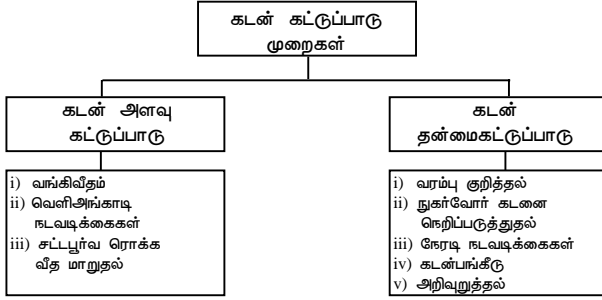 கடன் கட்டுப்பாடு
முறைகள்
கடன் அளவு
கட்டுப்பாடு
i) வங்கிவீதம்
ii) வெளிஅங்காடி
நடவடிக்கைகள்
iii) சட்டபூர்வ ரொக்க
வீத மாறுதல்
கடன்
தன்மைகட்டுப்பாடு
i) வரம்பு குறித்தல்
ii) நுகர்வோர் கடனை
நெறிப்படுத்துதல்
iii) நேரடி நடவடிக்கைகள்
iv) கடன்பங்கீடு
v) அறிவுறுத்தல்